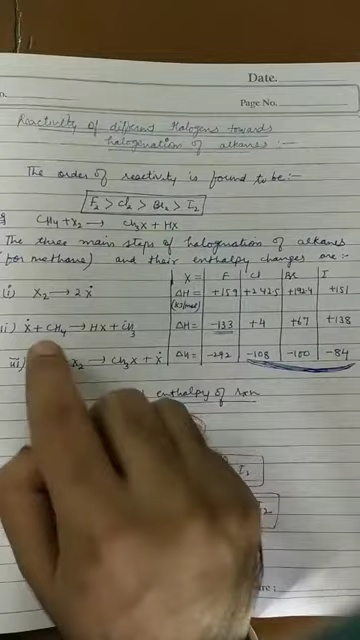 Date.
Page No.
Reactivity of different Halogens towards
halogenation of alkanes :-
The order of reactivity is found to be:-
F2 > Cl2 > Br2 > I2
CH4 + X2 → CH3X + HX
The three main steps of halogenation of alkanes
(for methane) and their enthalpy changes are :-
X = F Cl Br I
i) X2 → 2Ẋ ΔH = (kJ/mol) +159 +242.5 +192.4 +151
ii) Ẋ + CH4 → HX + ĊH3 ΔH = -133 +4 +67 +138
iii) X2 → CH3X + Ẋ ΔH = -292 -108 -100 -84
enthalpy of rxn
I2
I2